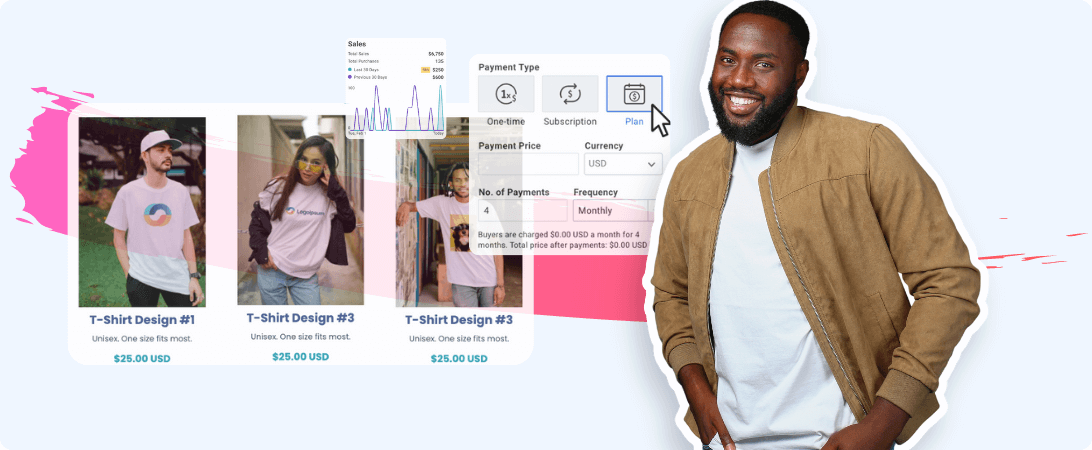 Sales
Total Sales $6,750
Total Purchases 135
Last 30 Days $250
Previous 30 Days $600
Today
Payment Type
One-time
Subscription
Plan
Payment Price
Currency
USD
No. of Payments
Frequency
4
Monthly
Buyers are charged $0.00 USD a month for 4
months. Total price after payments: $0.00 USD
1x
$
$
$
Logoipsum
T-Shirt Design #1
Unisex. One size fits most.
$25.00 USD
T-Shirt Design #3
Unisex. One size fits most.
$25.00 USD
T-Shirt Design #3
Unisex. One size fits most.
$25.00 USD